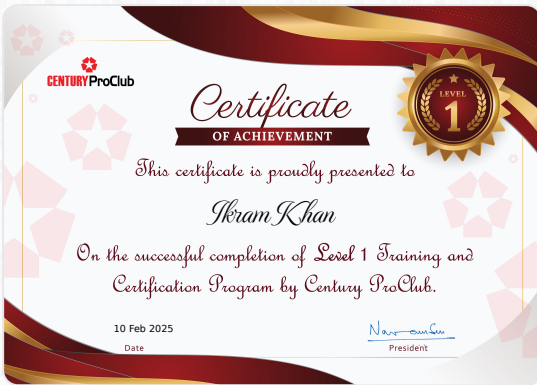 CENTURY ProClub
Certificate
OF ACHIEVEMENT
LEVEL
1
This certificate is proudly presented to
Ikram Khan
On the successful completion of Level 1 Training and
Certification Program by Century ProClub.
10 Feb 2025
Date
President